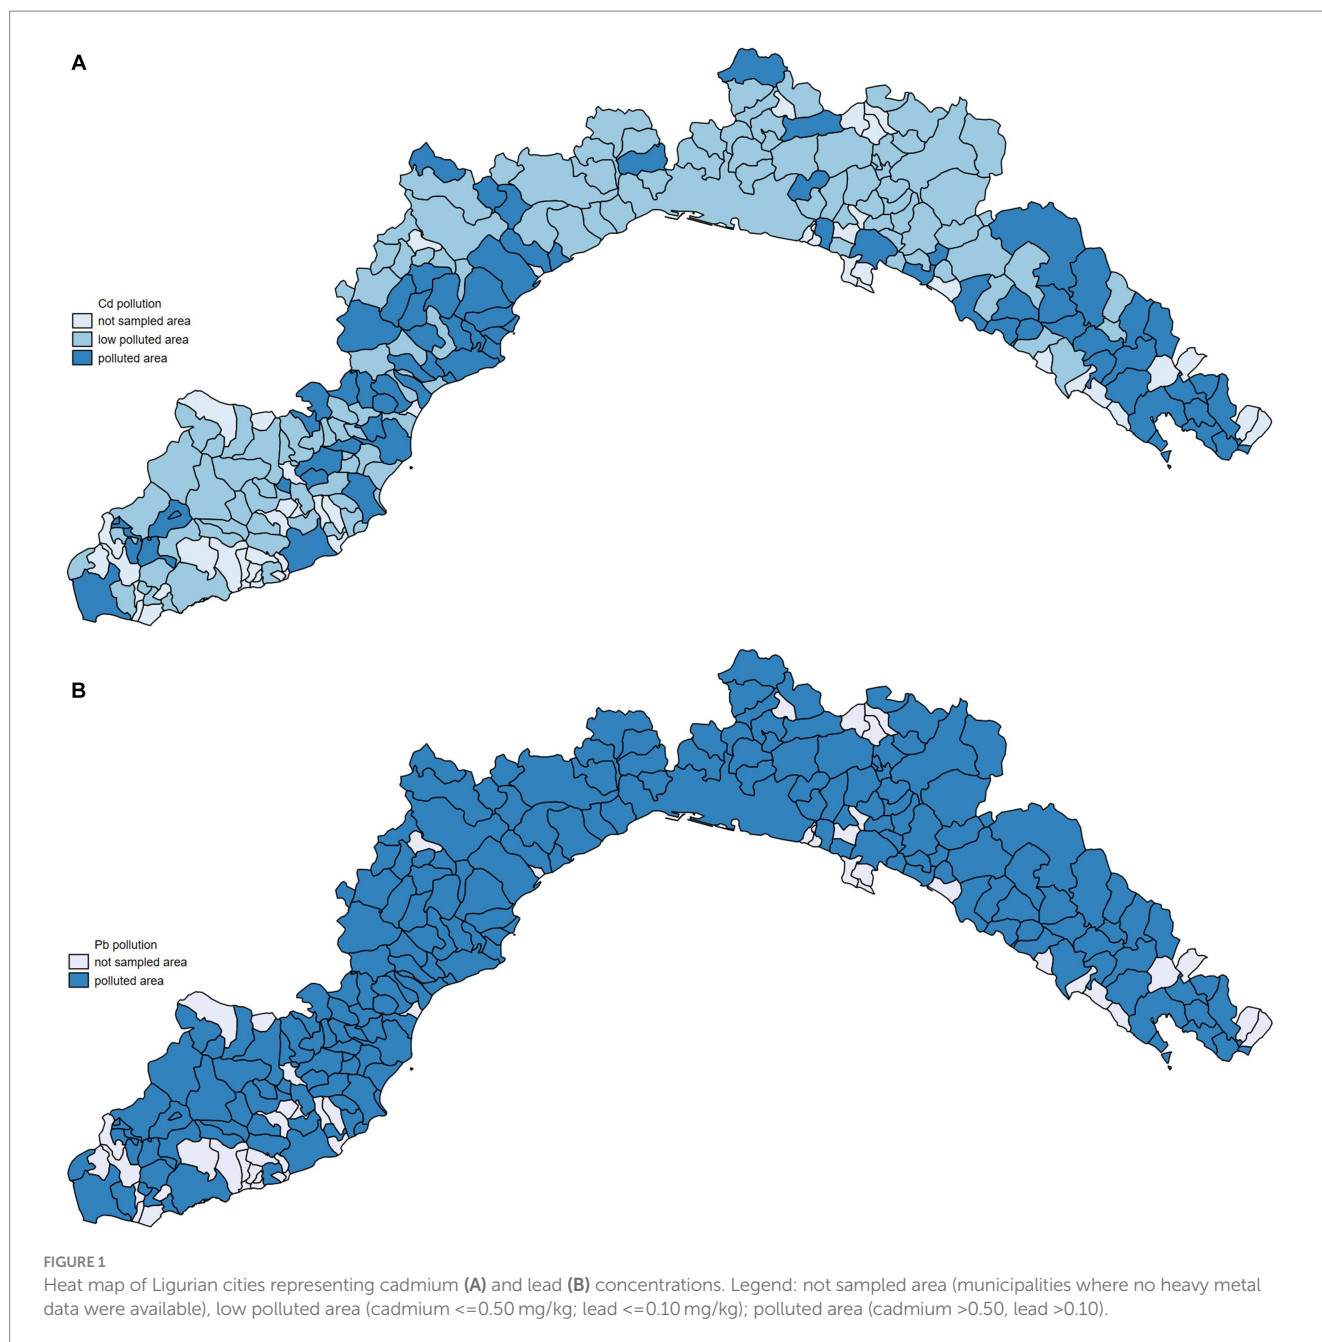 A
Cd pollution
not sampled area
low polluted area
polluted area
B
Pb pollution
not sampled area
polluted area
FIGURE 1
Heat map of Ligurian cities representing cadmium (A) and lead (B) concentrations. Legend: not sampled area (municipalities where no heavy metal
data were available), low polluted area (cadmium <=0.50 mg/kg; lead <=0.10 mg/kg); polluted area (cadmium >0.50, lead >0.10).